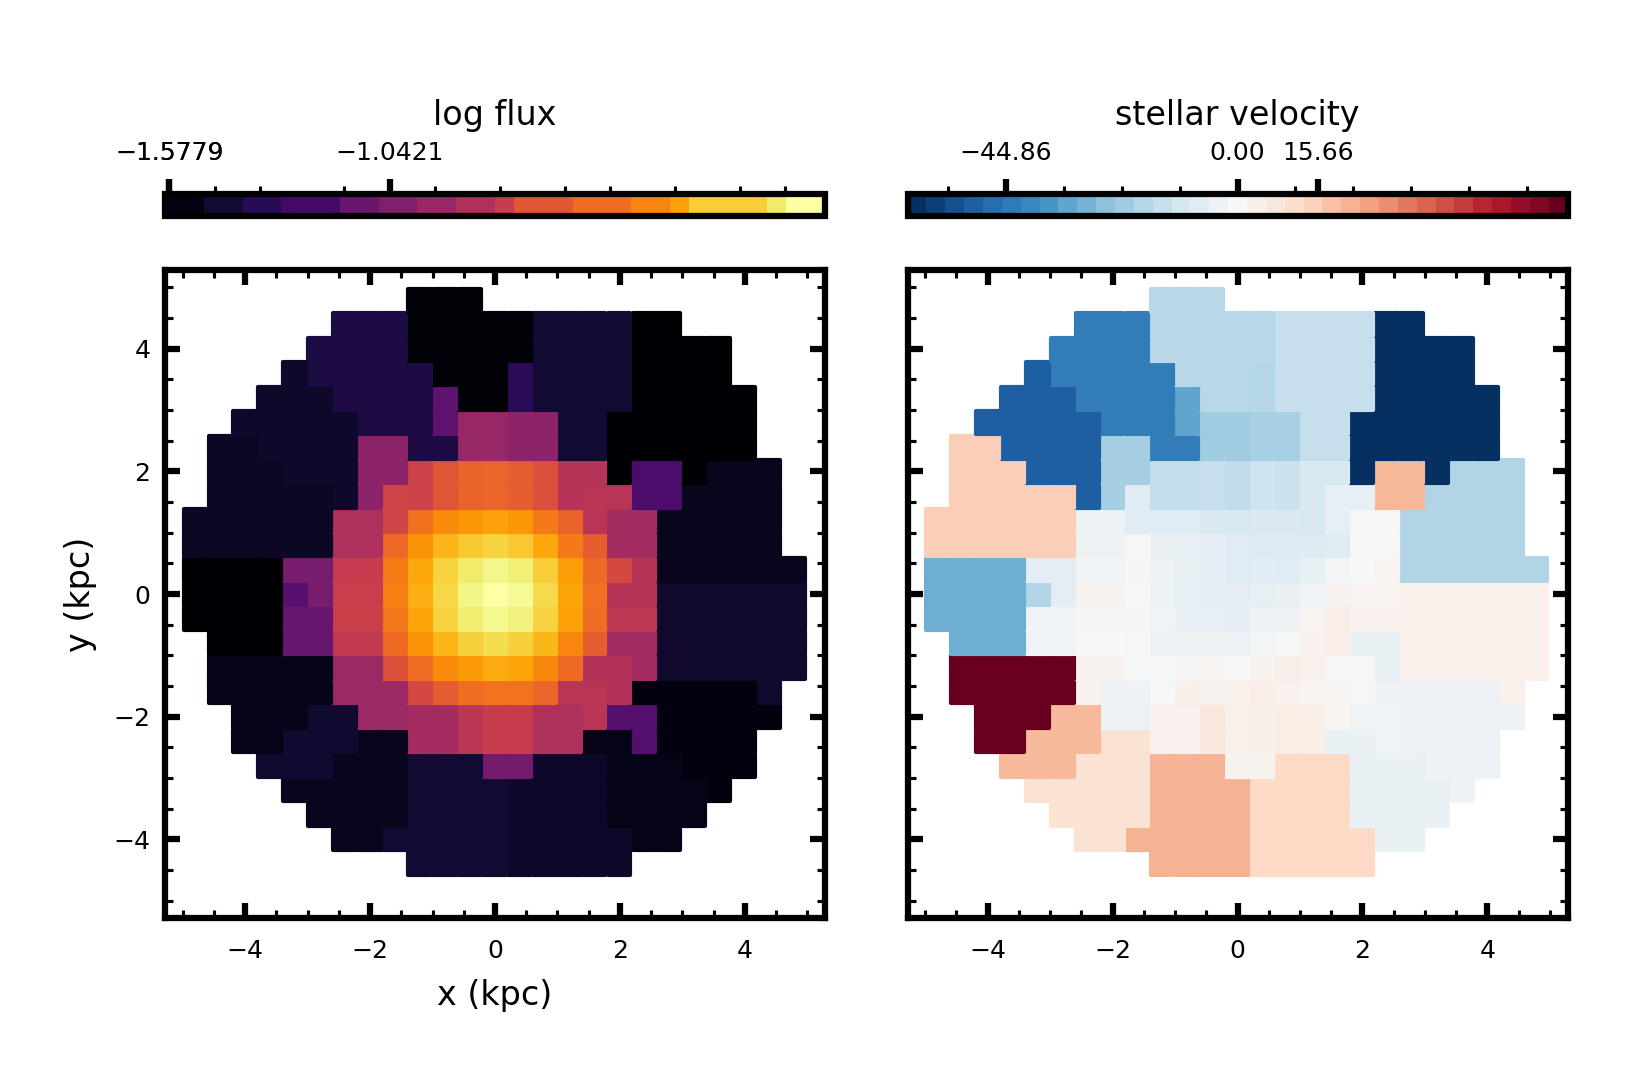 log flux
−1.5779 −1.0421
stellar velocity
−44.86 0.00 15.66
y (kpc)
4
2
0
−2
−4
−4 −2 0 2 4
x (kpc)
−4 −2 0 2 4